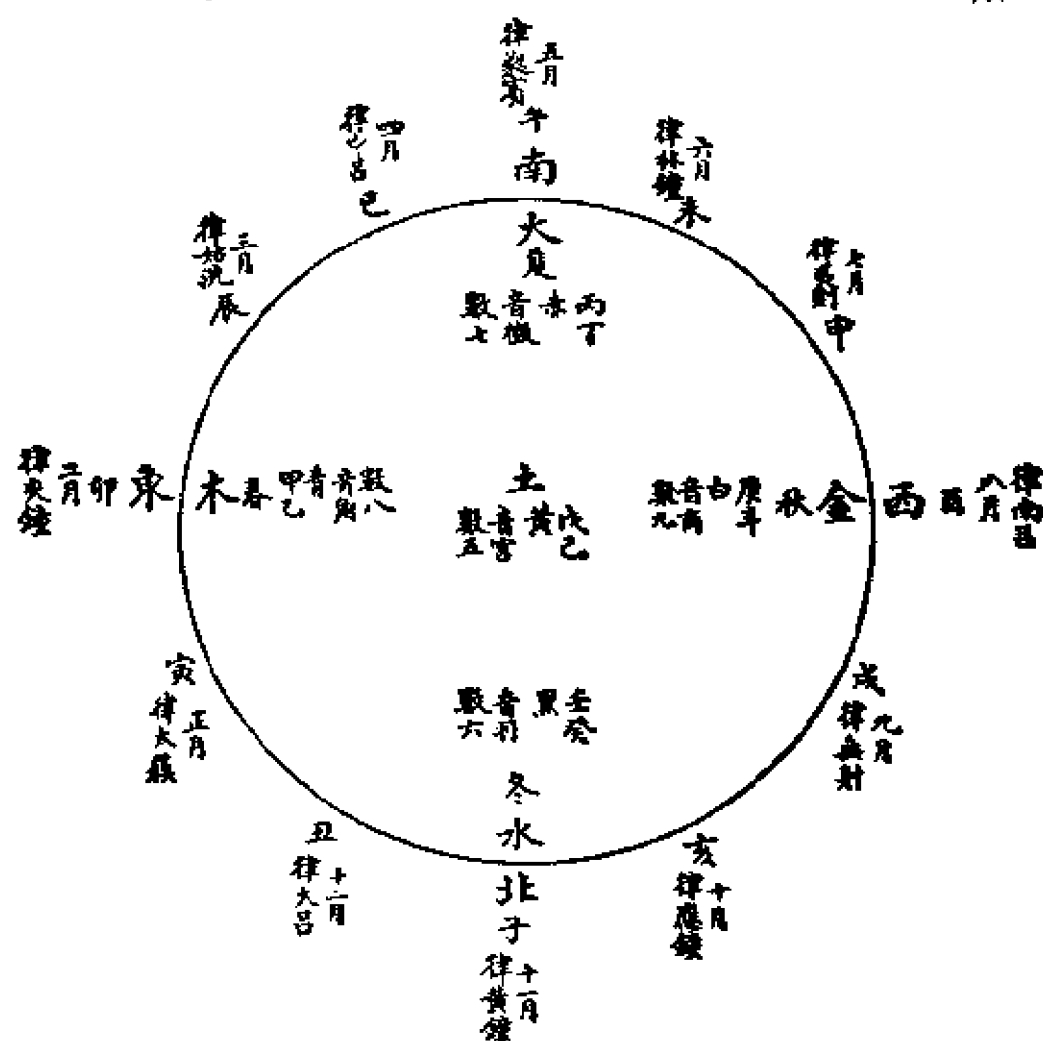 五月
律蕤賓
午
南
火
夏
丙丁
赤
音徵
數七
六月
律林鐘
未
七月
律夷則
申
律南呂
八月
酉
西
金
秋
庚辛
白
音商
數九
九月
律無射
戌
十月
律應鐘
亥
十一月
律黃鐘
子
北
水
冬
壬癸
黑
音羽
數六
十二月
律大呂
丑
正月
律太簇
寅
律夾鐘
二月
卯
東
木
春
甲乙
青
音角
數八
三月
律姑洗
辰
四月
律仲呂
巳
土
戊己
黃
音宮
數五